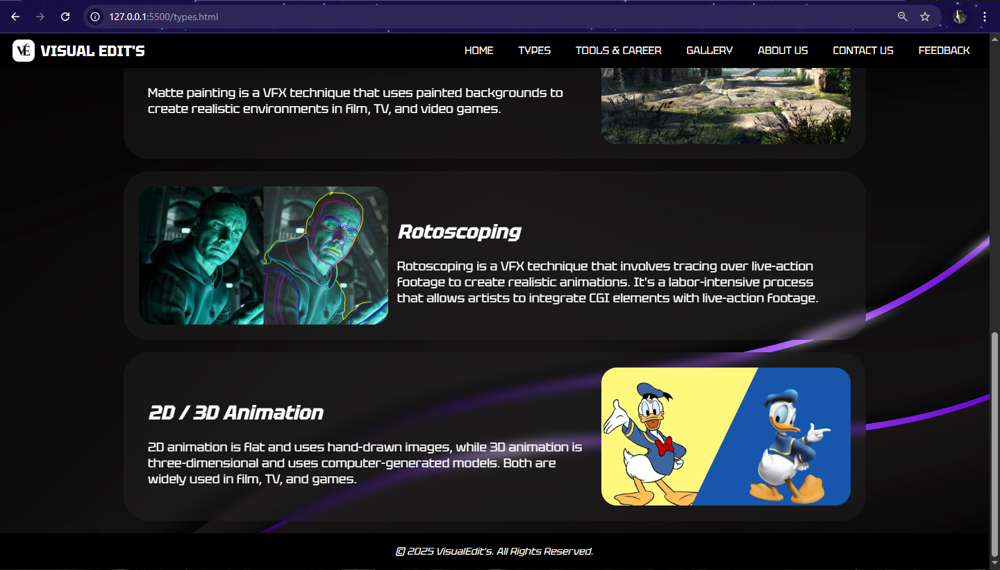 127.0.0.1:5500/types.html
VE VISUAL EDIT'S
HOME TYPES TOOLS & CAREER GALLERY ABOUT US CONTACT US FEEDBACK
Matte painting is a VFX technique that uses painted backgrounds to
create realistic environments in film, TV, and video games.
Rotoscoping
Rotoscoping is a VFX technique that involves tracing over live-action
footage to create realistic animations. It's a labor-intensive process
that allows artists to integrate CGI elements with live-action footage.
2D / 3D Animation
2D animation is flat and uses hand-drawn images, while 3D animation is
three-dimensional and uses computer-generated models. Both are
widely used in film, TV, and games.
© 2025 VisualEdit's. All Rights Reserved.